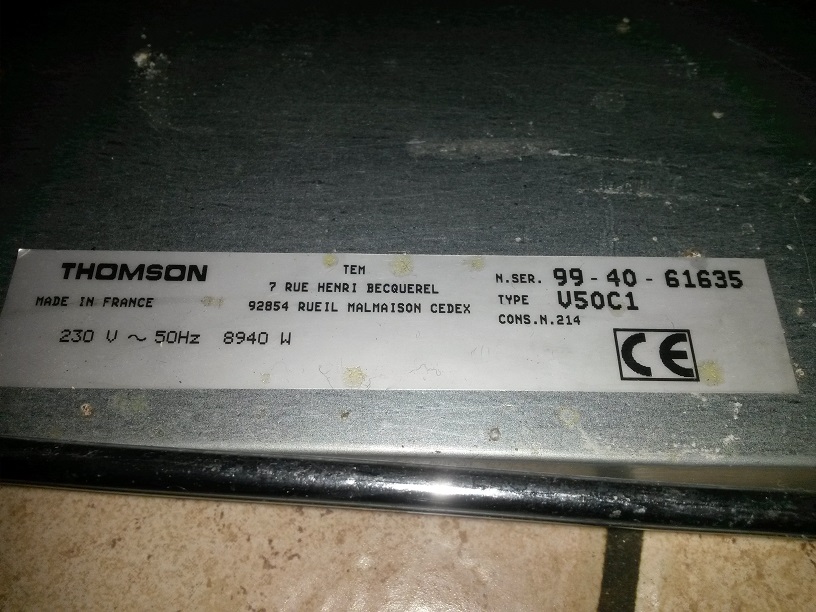 THOMSON
MADE IN FRANCE
230 V ~ 50Hz 8940 W
TEM
7 RUE HENRI BECQUEREL
92854 RUEIL MALMAISON CEDEX
N.SER. 99 - 40 - 61635
TYPE V50C1
CONS.N.214
CE